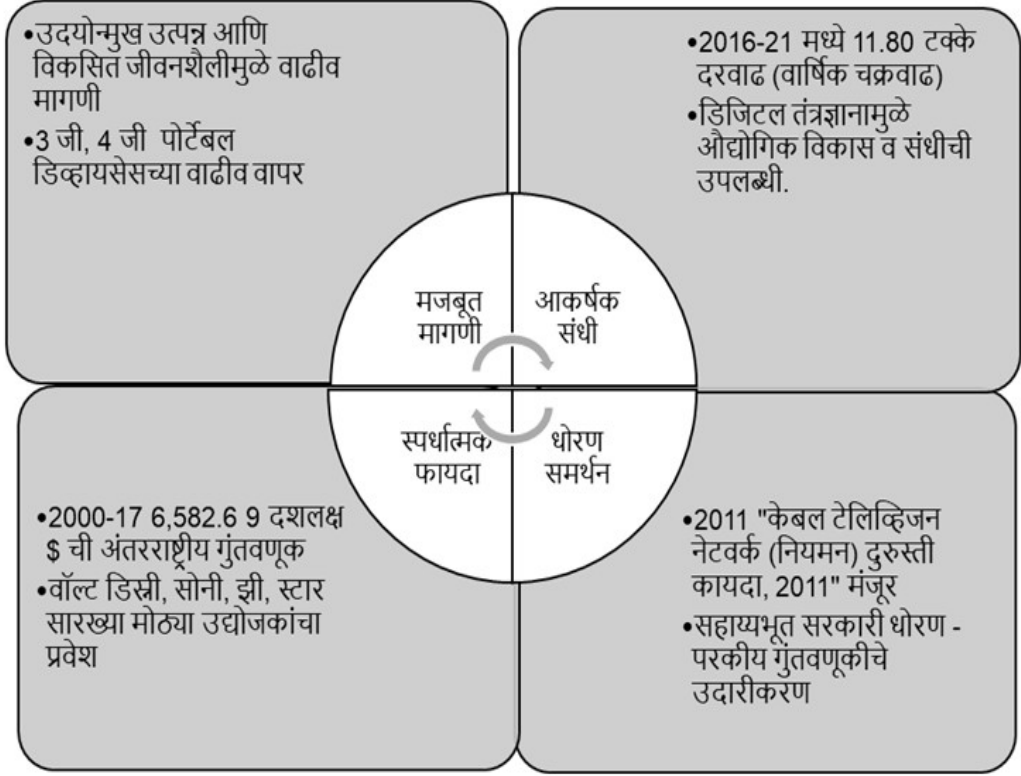 •उदयोन्मुख उत्पन्न आणि
विकसित जीवनशैलीमुळे वाढीव
मागणी
•3 जी, 4 जी पोर्टेबल
डिव्हायसेसच्या वाढीव वापर
•2016-21 मध्ये 11.80 टक्के
दरवाढ (वार्षिक चक्रवाढ)
•डिजिटल तंत्रज्ञानामुळे
औद्योगिक विकास व संधीची
उपलब्धी.
मजबूत
मागणी
आकर्षक
संधी
स्पर्धात्मक
फायदा
धोरण
समर्थन
•2000-17 6,582.6 9 दशलक्ष
$ ची अंतरराष्ट्रीय गुंतवणूक
•वॉल्ट डिस्नी, सोनी, झी, स्टार
सारख्या मोठ्या उद्योजकांचा
प्रवेश
•2011 "केबल टेलिव्हिजन
नेटवर्क (नियमन) दुरुस्ती
कायदा, 2011" मंजूर
•सहाय्यभूत सरकारी धोरण -
परकीय गुंतवणूकीचे
उदारीकरण